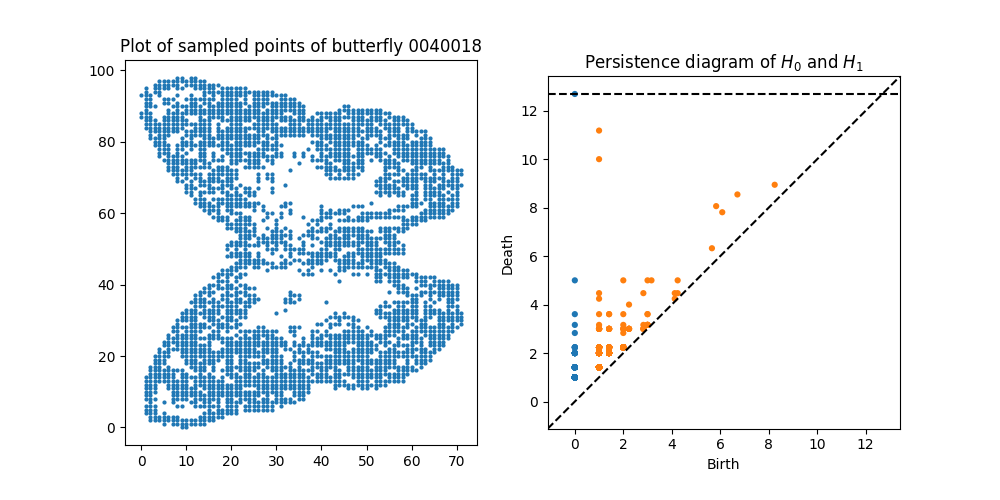 Plot of sampled points of butterfly 0040018
100
80
60
40
20
0
0 10 20 30 40 50 60 70
Persistence diagram of $H_0$ and $H_1$
Death
12
10
8
6
4
2
0
0 2 4 6 8 10 12
Birth